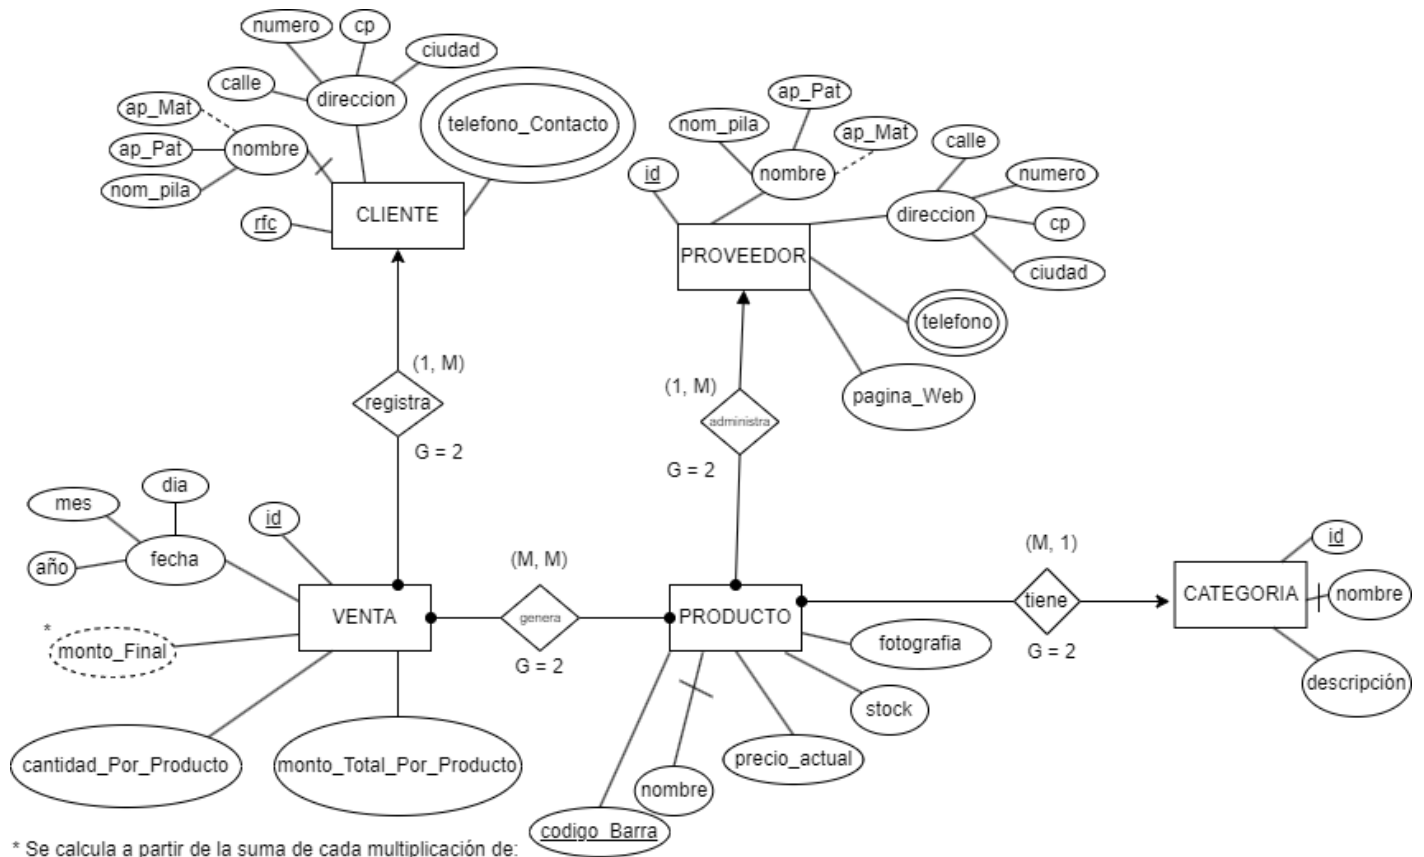 numero
cp
ciudad
calle
direccion
ap_Mat
ap_Pat
nombre
nom_pila
telefono_Contacto
rfc
CLIENTE
ap_Pat
nom_pila
ap_Mat
id
nombre
calle
numero
direccion
cp
ciudad
PROVEEDOR
telefono
pagina_Web
(1, M)
registra
G = 2
(1, M)
administra
G = 2
dia
mes
id
año
fecha
(M, M)
(M, 1)
id
VENTA
genera
PRODUCTO
tiene
CATEGORIA
nombre
*
monto_Final
G = 2
fotografia
G = 2
descripción
stock
cantidad_Por_Producto
monto_Total_Por_Producto
precio_actual
nombre
codigo_Barra
* Se calcula a partir de la suma de cada multiplicación de: